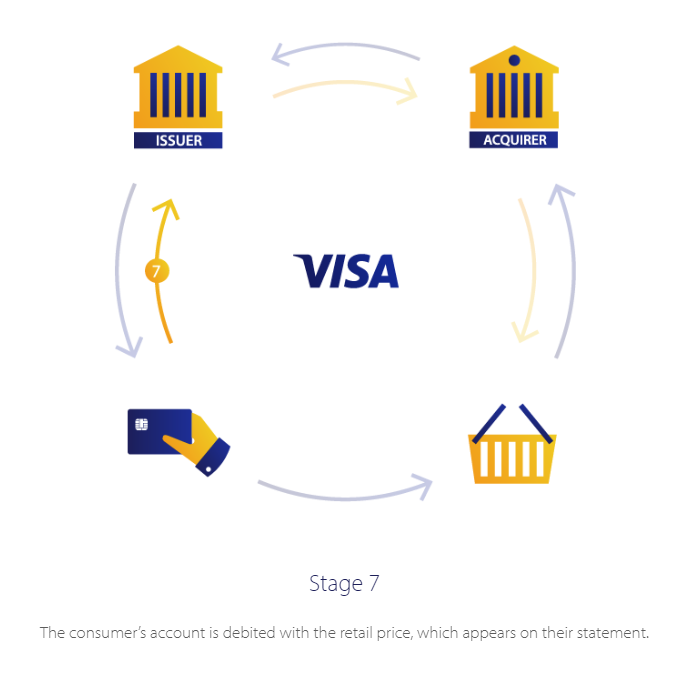 ISSUER
ACQUIRER
7
VISA
Stage 7
The consumer’s account is debited with the retail price, which appears on their statement.